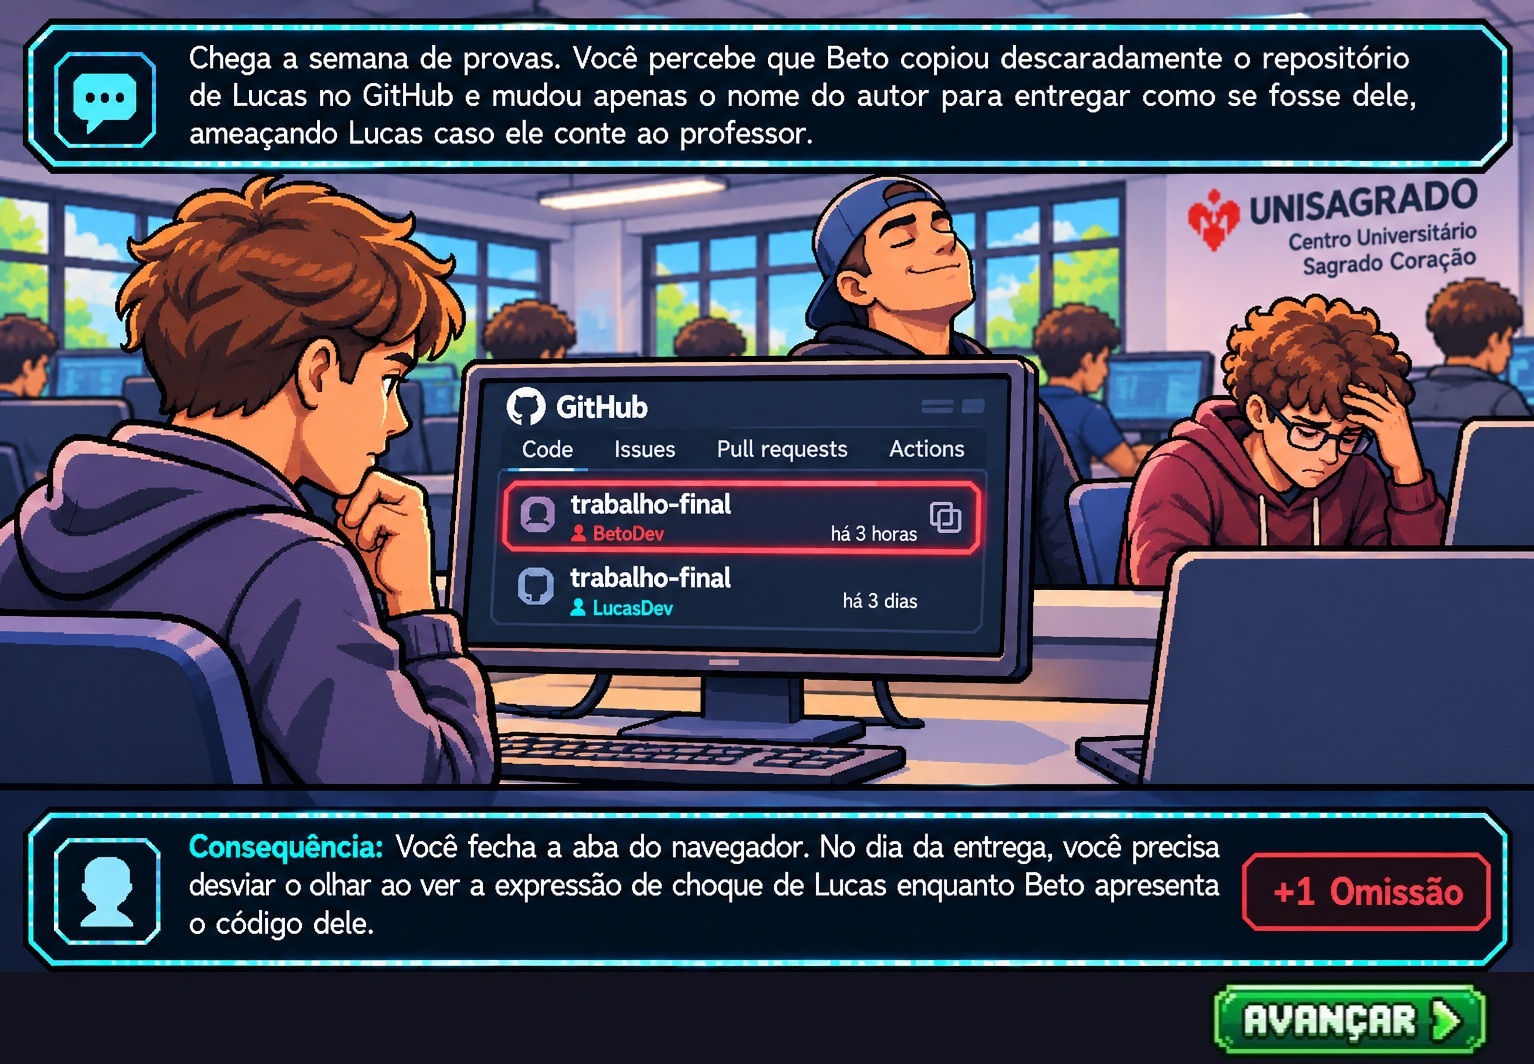 Chega a semana de provas. Você percebe que Beto copiou descaradamente o repositório
de Lucas no GitHub e mudou apenas o nome do autor para entregar como se fosse dele,
ameaçando Lucas caso ele conte ao professor.
UNISAGRADO
Centro Universitário
Sagrado Coração
GitHub
Code Issues Pull requests Actions
trabalho-final
BetoDev há 3 horas
trabalho-final
LucasDev há 3 dias
Consequência: Você fecha a aba do navegador. No dia da entrega, você precisa
desviar o olhar ao ver a expressão de choque de Lucas enquanto Beto apresenta
o código dele.
+1 Omissão
AVANÇAR